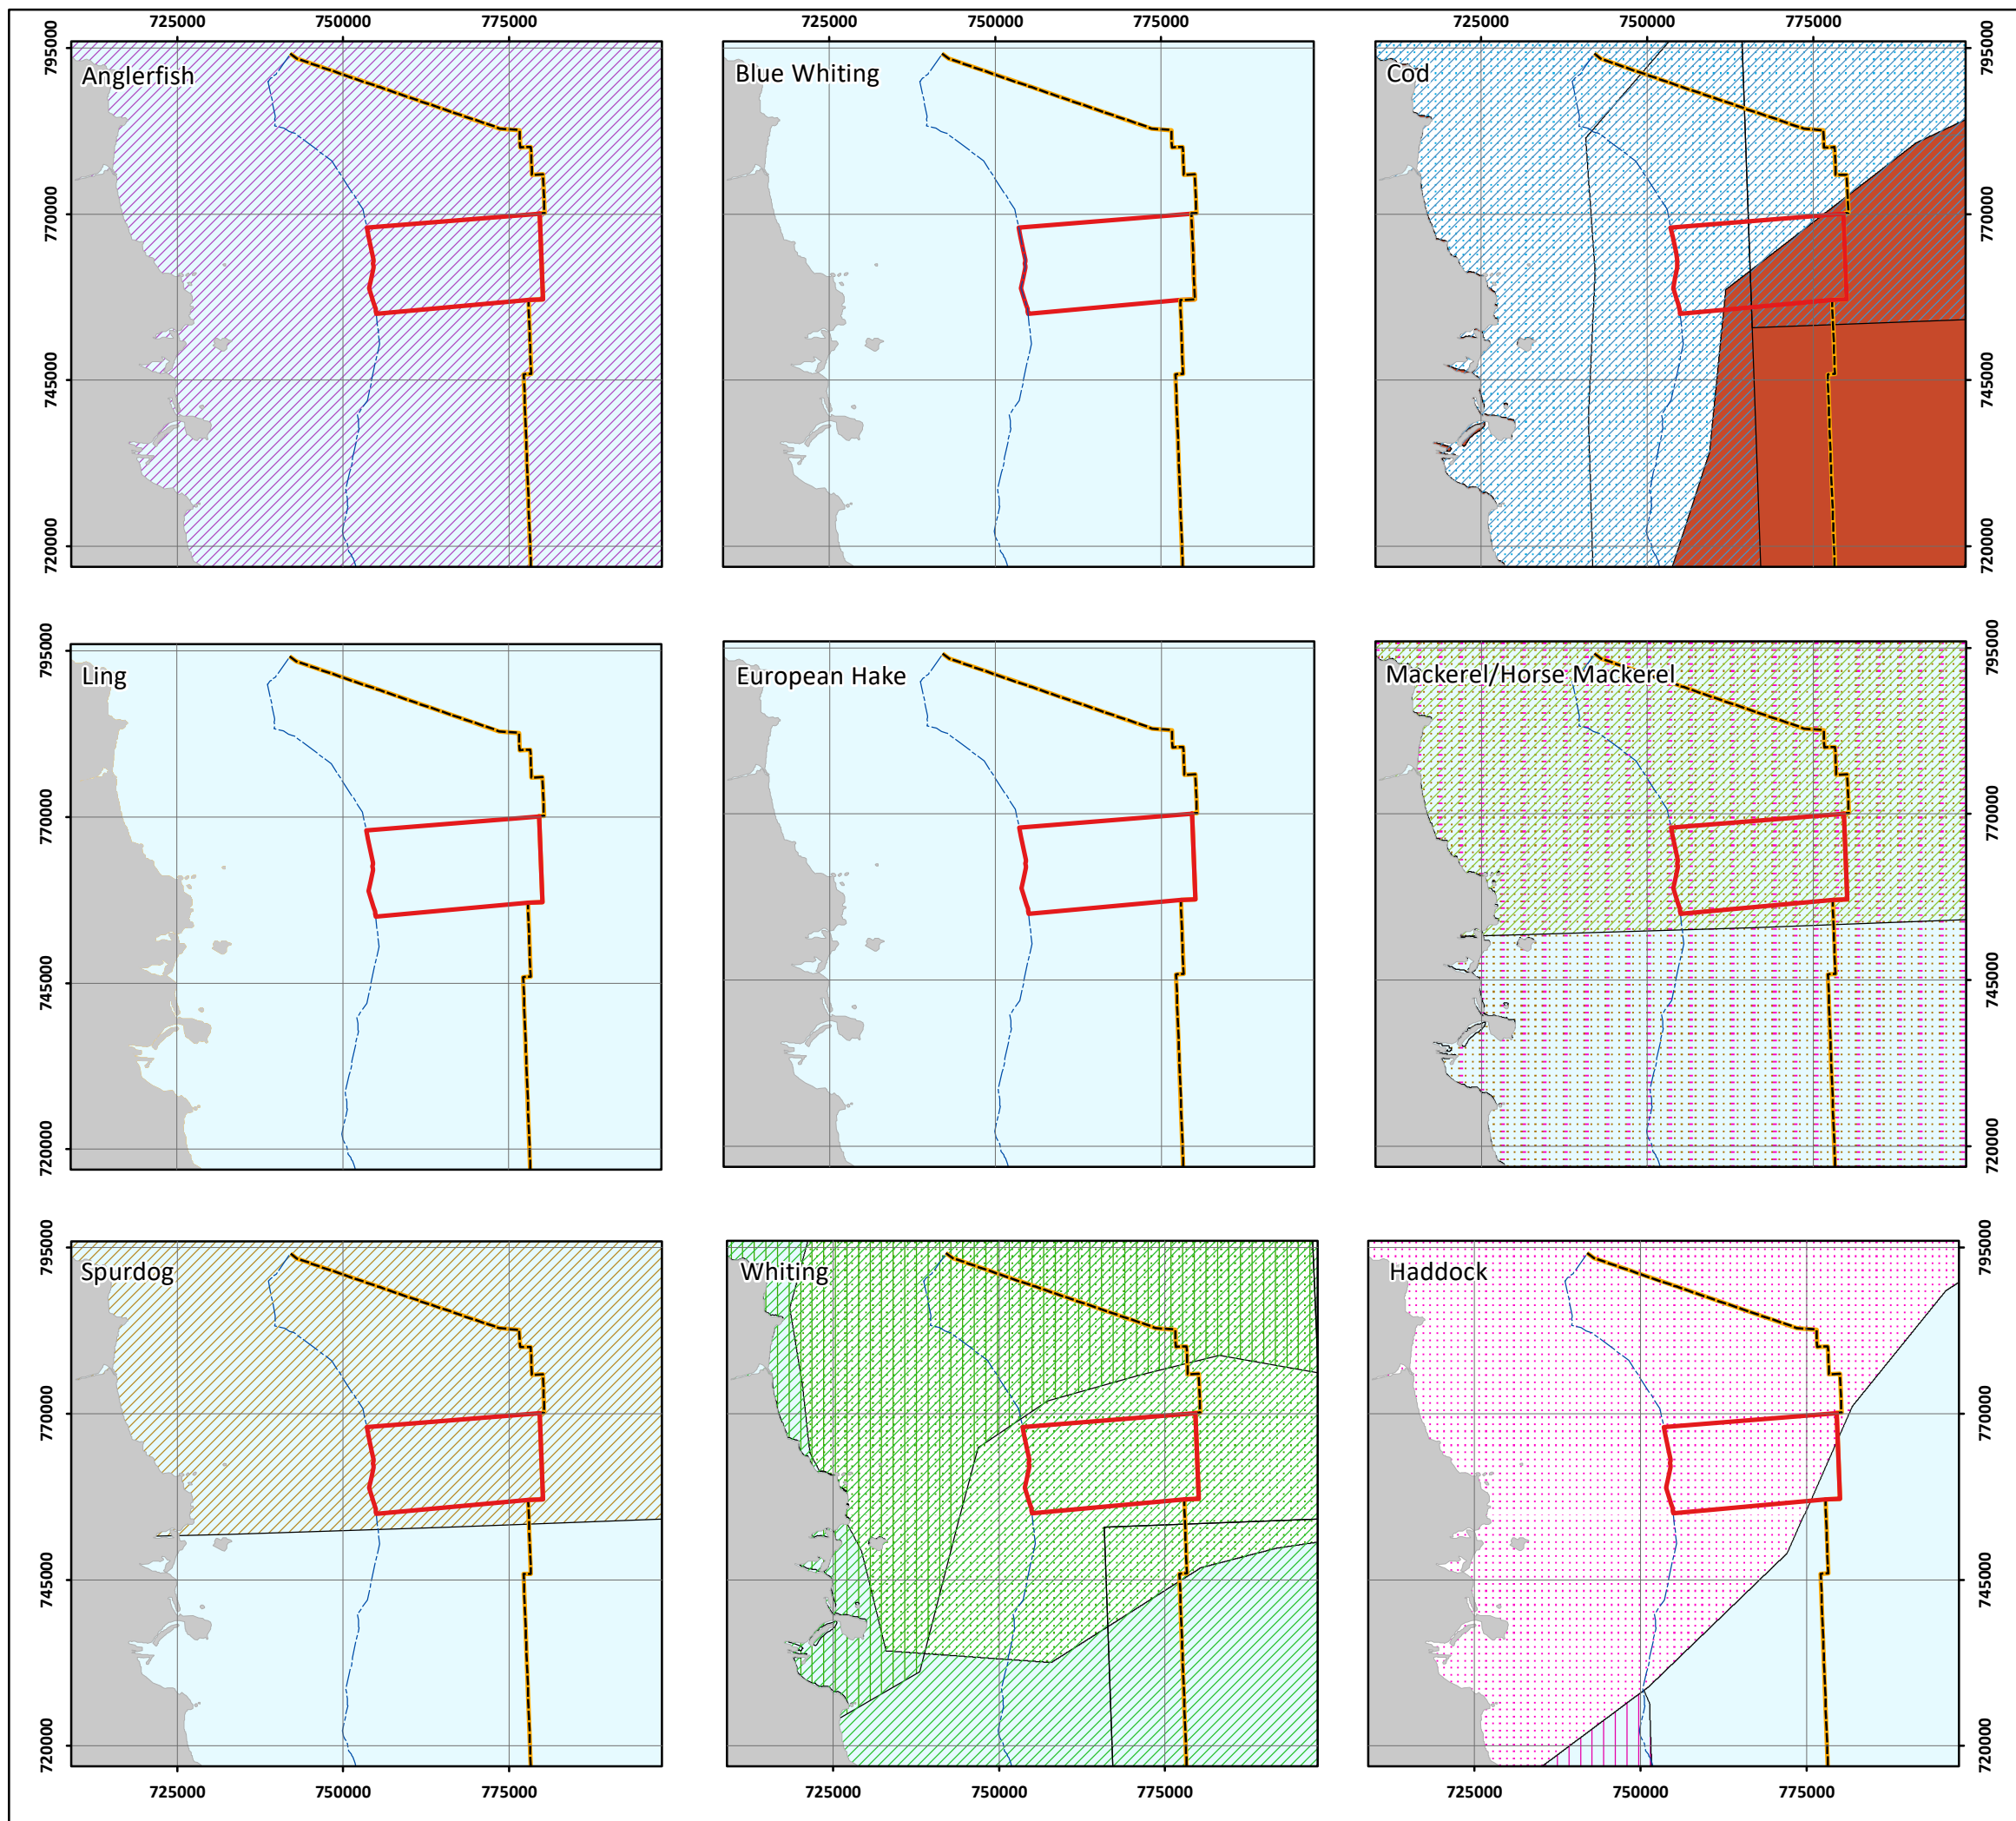 725000 750000 775000 725000 750000 775000 725000 750000 775000
Anglerfish Blue Whiting Cod
795000 795000
770000 770000
745000 745000
720000 720000
Ling European Hake Mackerel/Horse Mackerel
795000 795000
770000 770000
745000 745000
720000 720000
Spurdog Whiting Haddock
795000 795000
770000 770000
745000 745000
720000 720000
725000 750000 775000 725000 750000 775000 725000 750000 775000